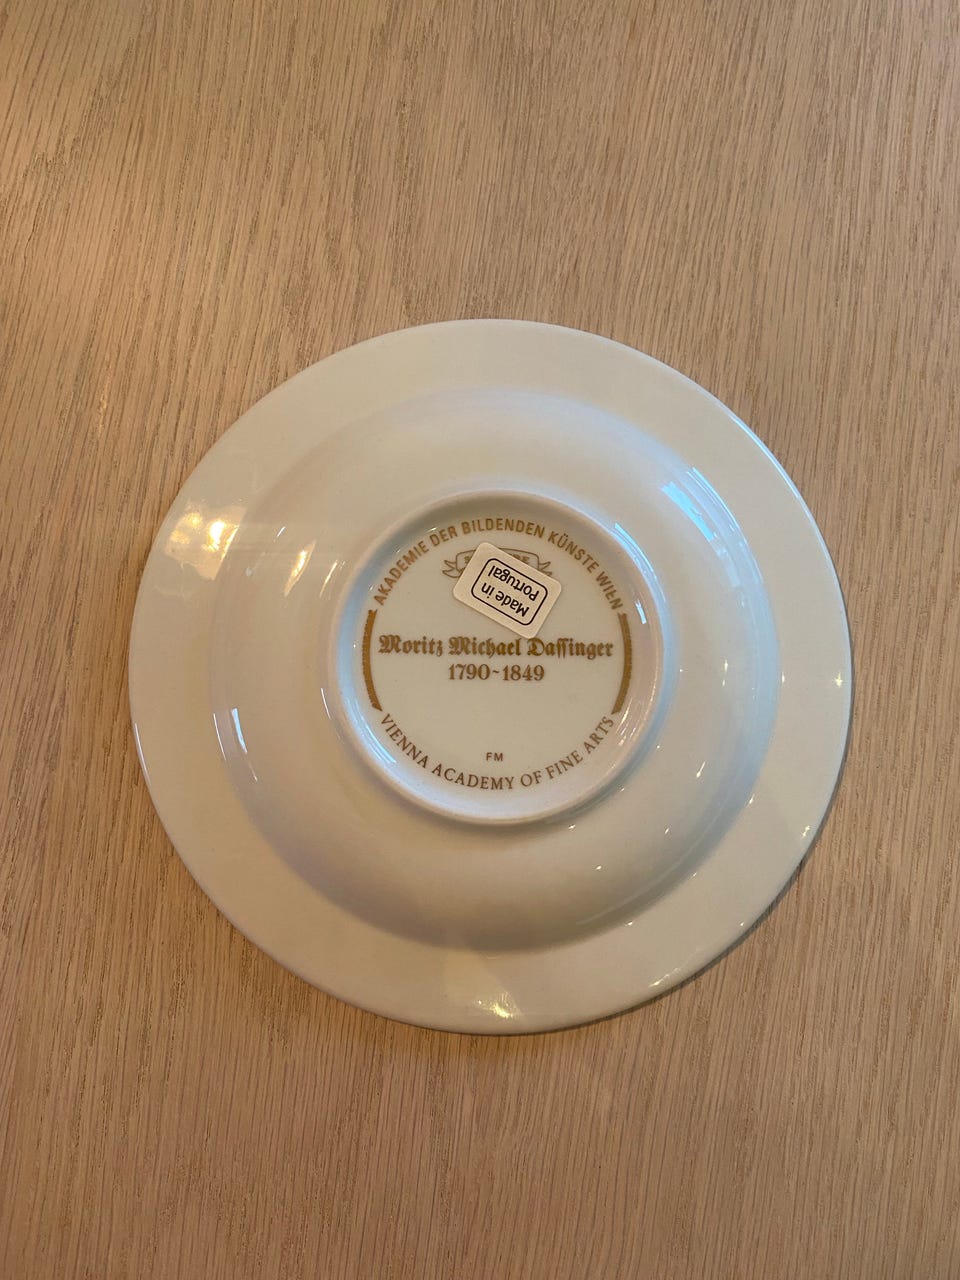 AKADEMIE DER BILDENDEN KÜNSTE WIEN
Made in
Portugal
Moritz Michael Daffinger
1790-1849
FM
VIENNA ACADEMY OF FINE ARTS